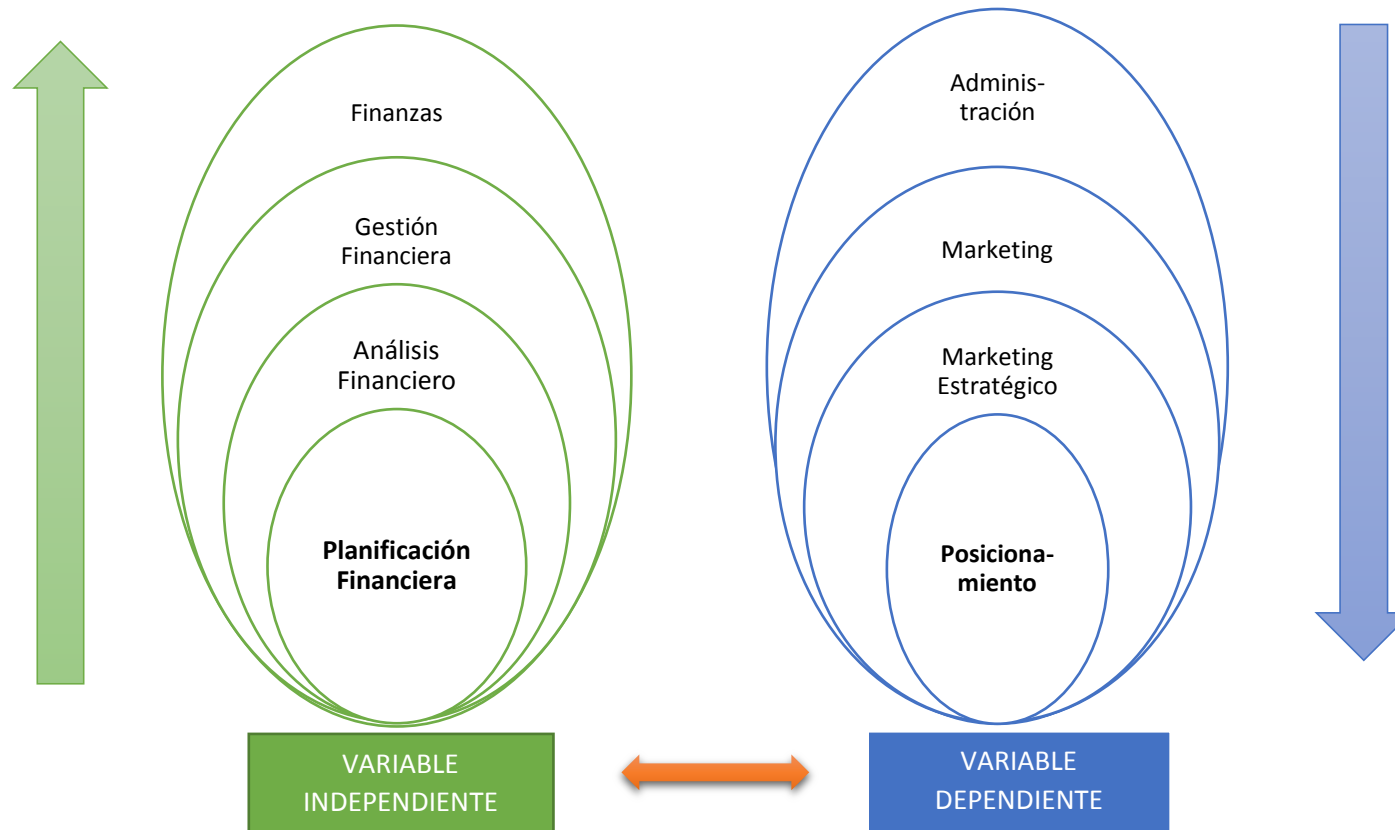 Finanzas
Gestión
Financiera
Análisis
Financiero
Planificación
Financiera
VARIABLE
INDEPENDIENTE
Adminis-
tración
Marketing
Marketing
Estratégico
Posiciona-
miento
VARIABLE
DEPENDIENTE